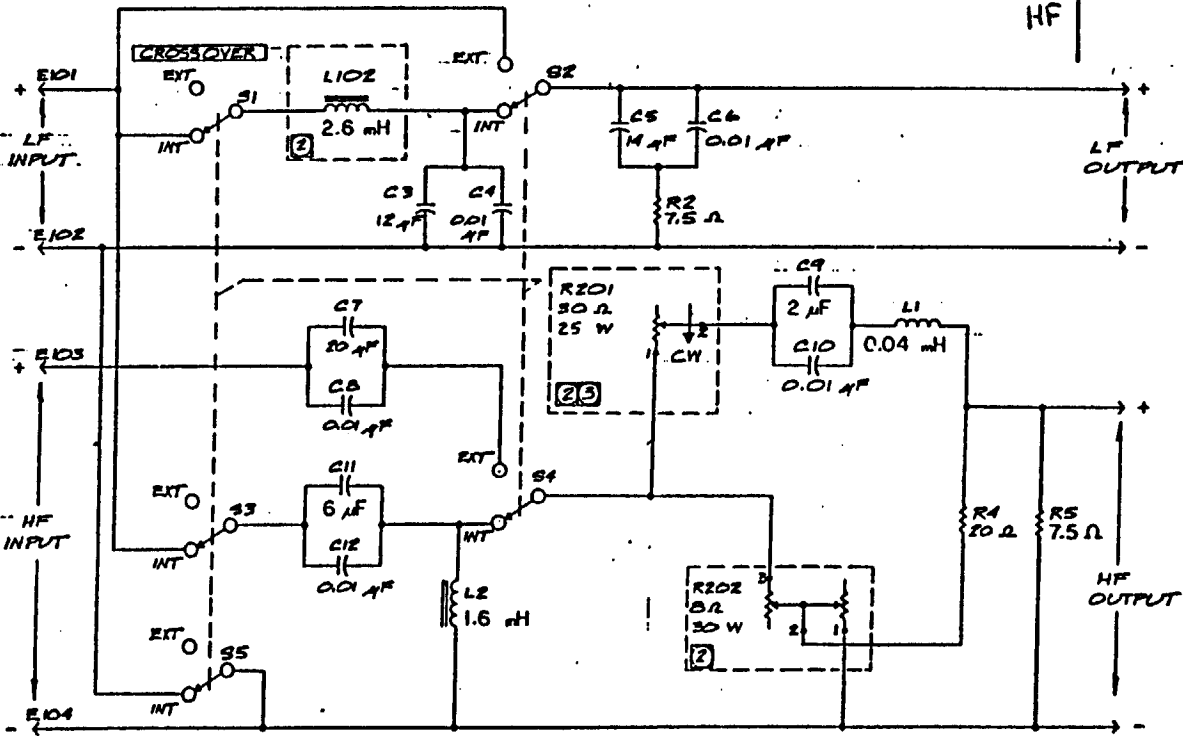 HF
CROSSOVER
EXT
EXT
E101
S1
L102
S2
+
+
INT
2.6 mH
INT
2
LF
INPUT
C5
14 µF
C6
0.01 µF
LF
OUTPUT
C3
12 µF
C4
0.01
µF
R2
7.5 Ω
-
E102
-
R201
30 Ω
25 W
2
1
CW
2 3
C9
2 µF
C10
0.01 µF
L1
0.04 mH
C7
20 µF
C8
0.01 µF
+
E103
+
EXT
EXT
S3
INT
C11
6 µF
C12
0.01 µF
INT
S4
HF
INPUT
L2
1.6 mH
R4
20 Ω
R5
7.5 Ω
R202
8 Ω
30 W
3
2
1
2
HF
OUTPUT
EXT
S5
INT
-
E104
-